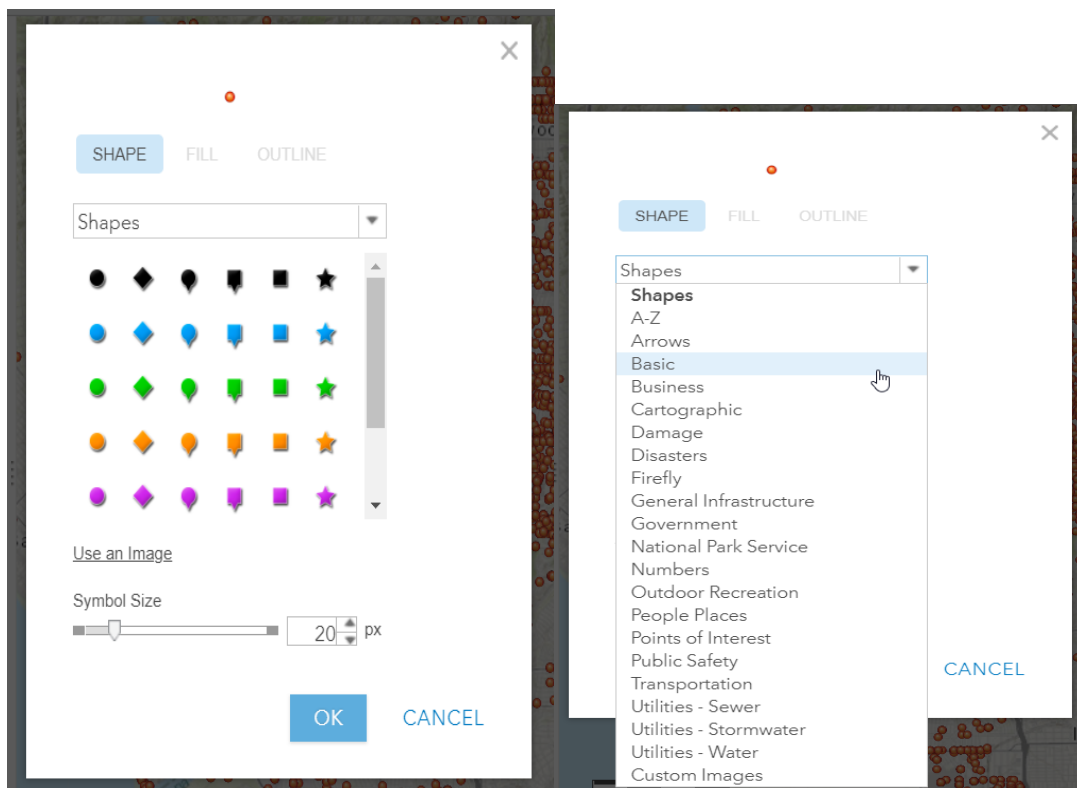 SHAPE FILL OUTLINE
Shapes
Use an Image
Symbol Size
20 px
OK CANCEL
SHAPE FILL OUTLINE
Shapes
Shapes
A-Z
Arrows
Basic
Business
Cartographic
Damage
Disasters
Firefly
General Infrastructure
Government
National Park Service
Numbers
Outdoor Recreation
People Places
Points of Interest
Public Safety
Transportation
Utilities - Sewer
Utilities - Stormwater
Utilities - Water
Custom Images
CANCEL